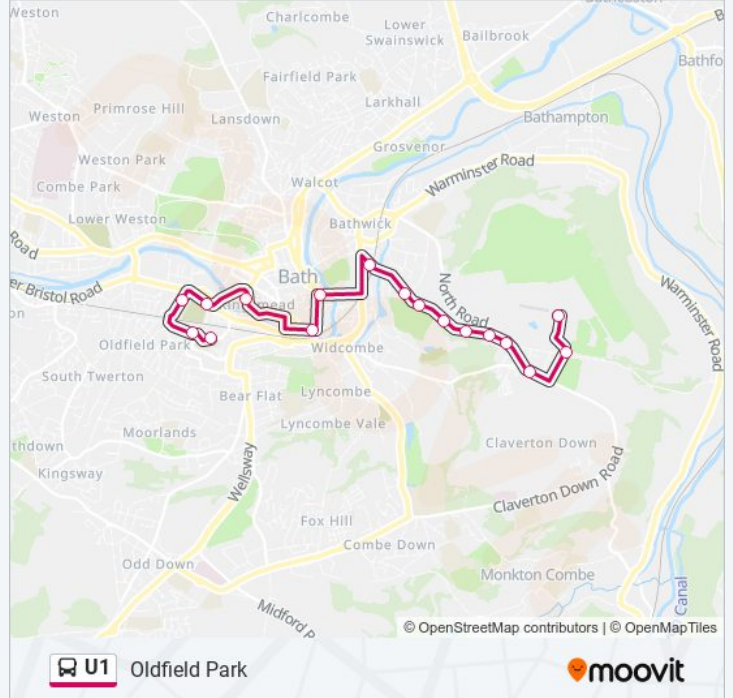 Weston
Charlcombe
Lower
Swainswick
Bailbrook
Fairfield Park
Bathfo
Primrose Hill
Larkhall
Weston
Lansdown
Bathampton
Grosvenor
Weston Park
Walcot
Warminster Road
Combe Park
Lower Weston
Bathwick
Road
Bath
er Bristol Road
North Road
Warminster Road
on
Oldfield Park
Widcombe
South Twerton
Bear Flat
Lyncombe
Lyncombe Vale
Moorlands
thdown
Claverton Down
Kingsway
Wellsway
Claverton Down Road
Fox Hill
Combe Down
Odd Down
Monkton Combe
Midford
Canal
© OpenStreetMap contributors | © OpenMapTiles
U1 Oldfield Park
moovit